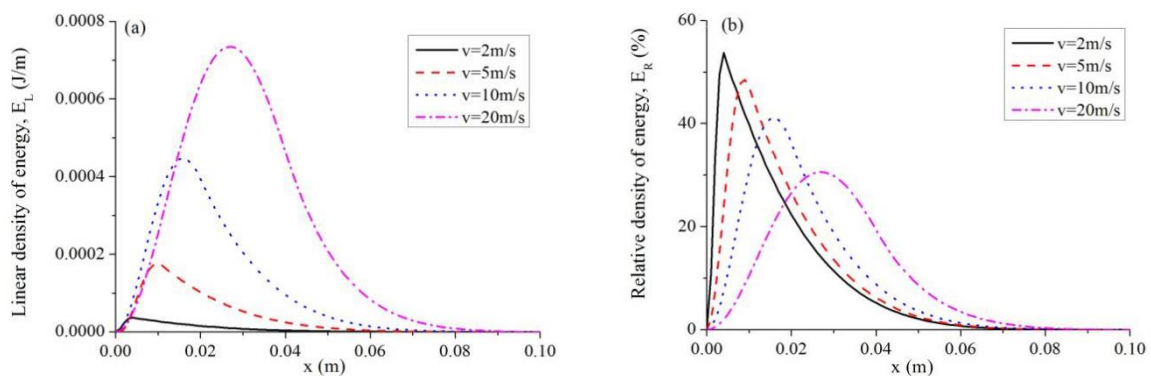 (a)
Linear density of energy, E_L (J/m)
0.0008
0.0006
0.0004
0.0002
0.0000
v=2m/s
v=5m/s
v=10m/s
v=20m/s
0.00 0.02 0.04 0.06 0.08 0.10
x (m)
(b)
Relative density of energy, E_R (%)
60
40
20
0
v=2m/s
v=5m/s
v=10m/s
v=20m/s
0.00 0.02 0.04 0.06 0.08 0.10
x (m)